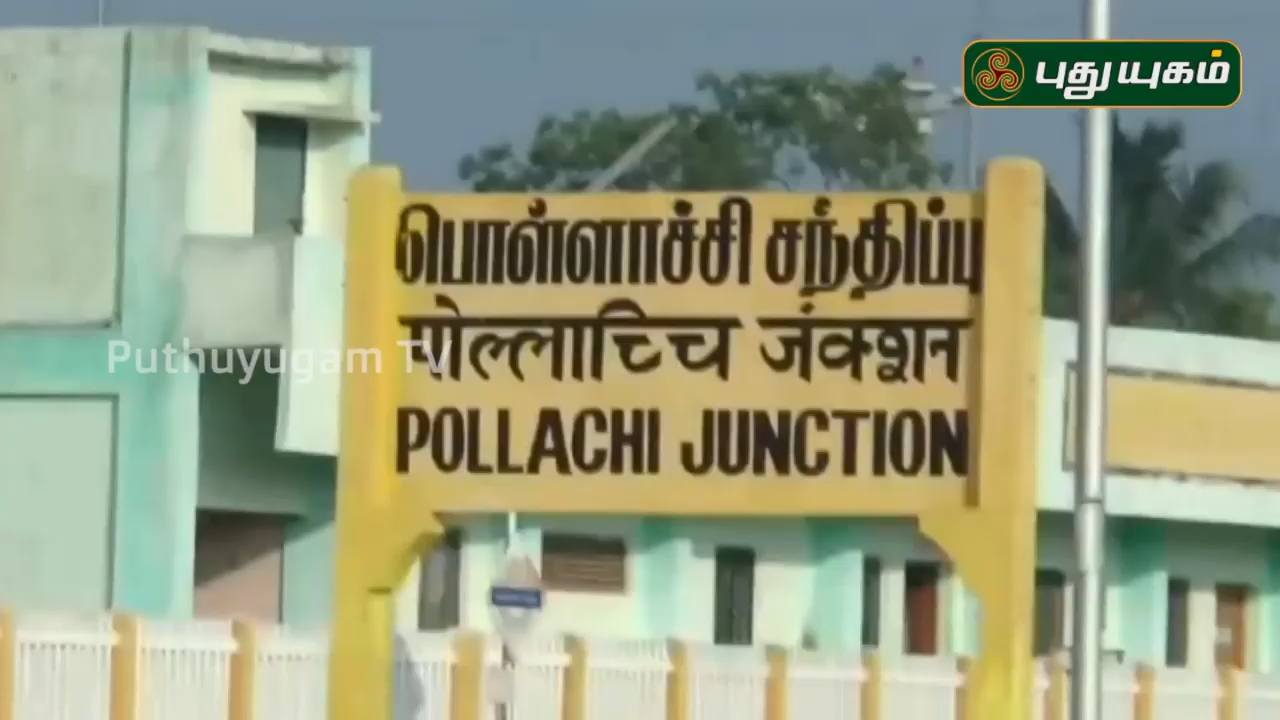 புதுயுகம்
பொள்ளாச்சி சந்திப்பு
पोल्लाच्चि जंक्शन
Puthuyugam TV
POLLACHI JUNCTION